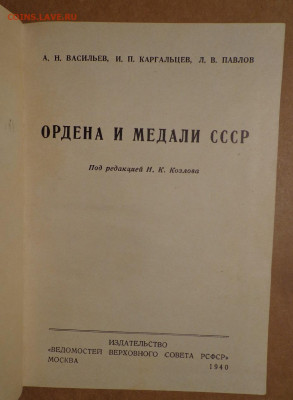 COINS.LAVE.RU
А. Н. ВАСИЛЬЕВ, И. П. КАРГАЛЬЦЕВ, Л. В. ПАВЛОВ
ОРДЕНА И МЕДАЛИ СССР
Под редакцией И. К. Козлова
ИЗДАТЕЛЬСТВО
«ВЕДОМОСТЕЙ ВЕРХОВНОГО СОВЕТА РСФСР»
МОСКВА 1940